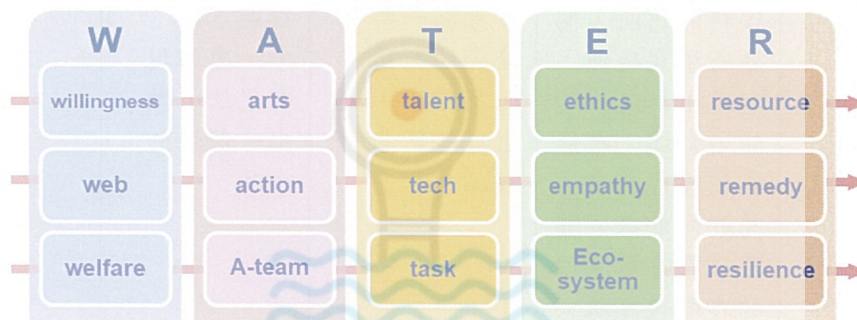 W A T E R
willingness arts talent ethics resource
web action tech empathy remedy
welfare A-team task Eco-
system resilience